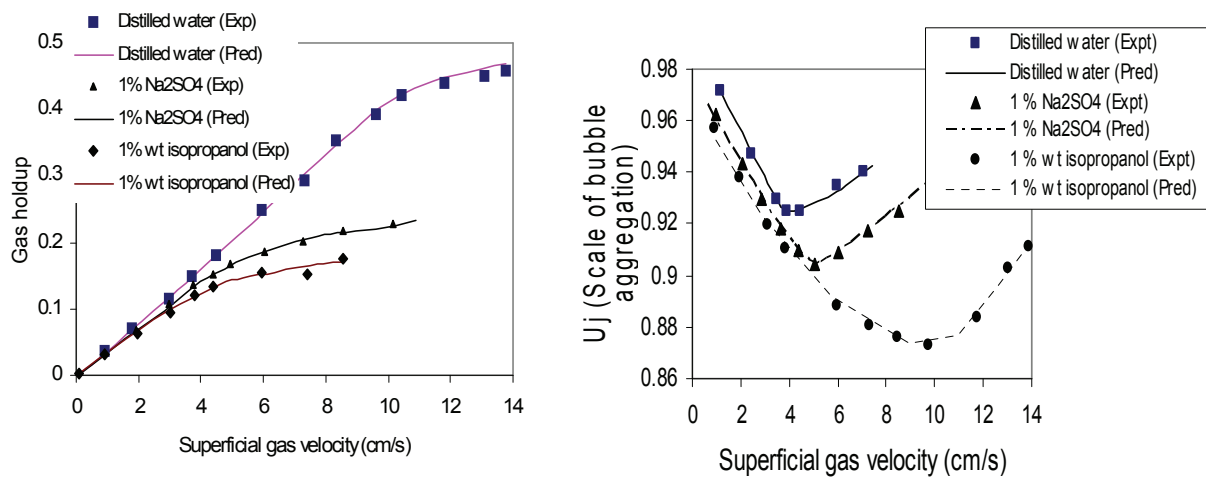 Distilled water (Exp)
Distilled water (Pred)
1% Na2SO4 (Exp)
1% Na2SO4 (Pred)
1% wt isopropanol (Exp)
1% wt isopropanol (Pred)
0.5
0.4
0.3
0.2
0.1
0
Gas holdup
0 2 4 6 8 10 12 14
Superficial gas velocity (cm/s)
Distilled water (Expt)
Distilled water (Pred)
1 % Na2SO4 (Expt)
1 % Na2SO4 (Pred)
1 % wt isopropanol (Expt)
1 % wt isopropanol (Pred)
0.98
0.96
0.94
0.92
0.9
0.88
0.86
Uj (Scale of bubble
aggregation)
0 2 4 6 8 10 12 14
Superficial gas velocity (cm/s)